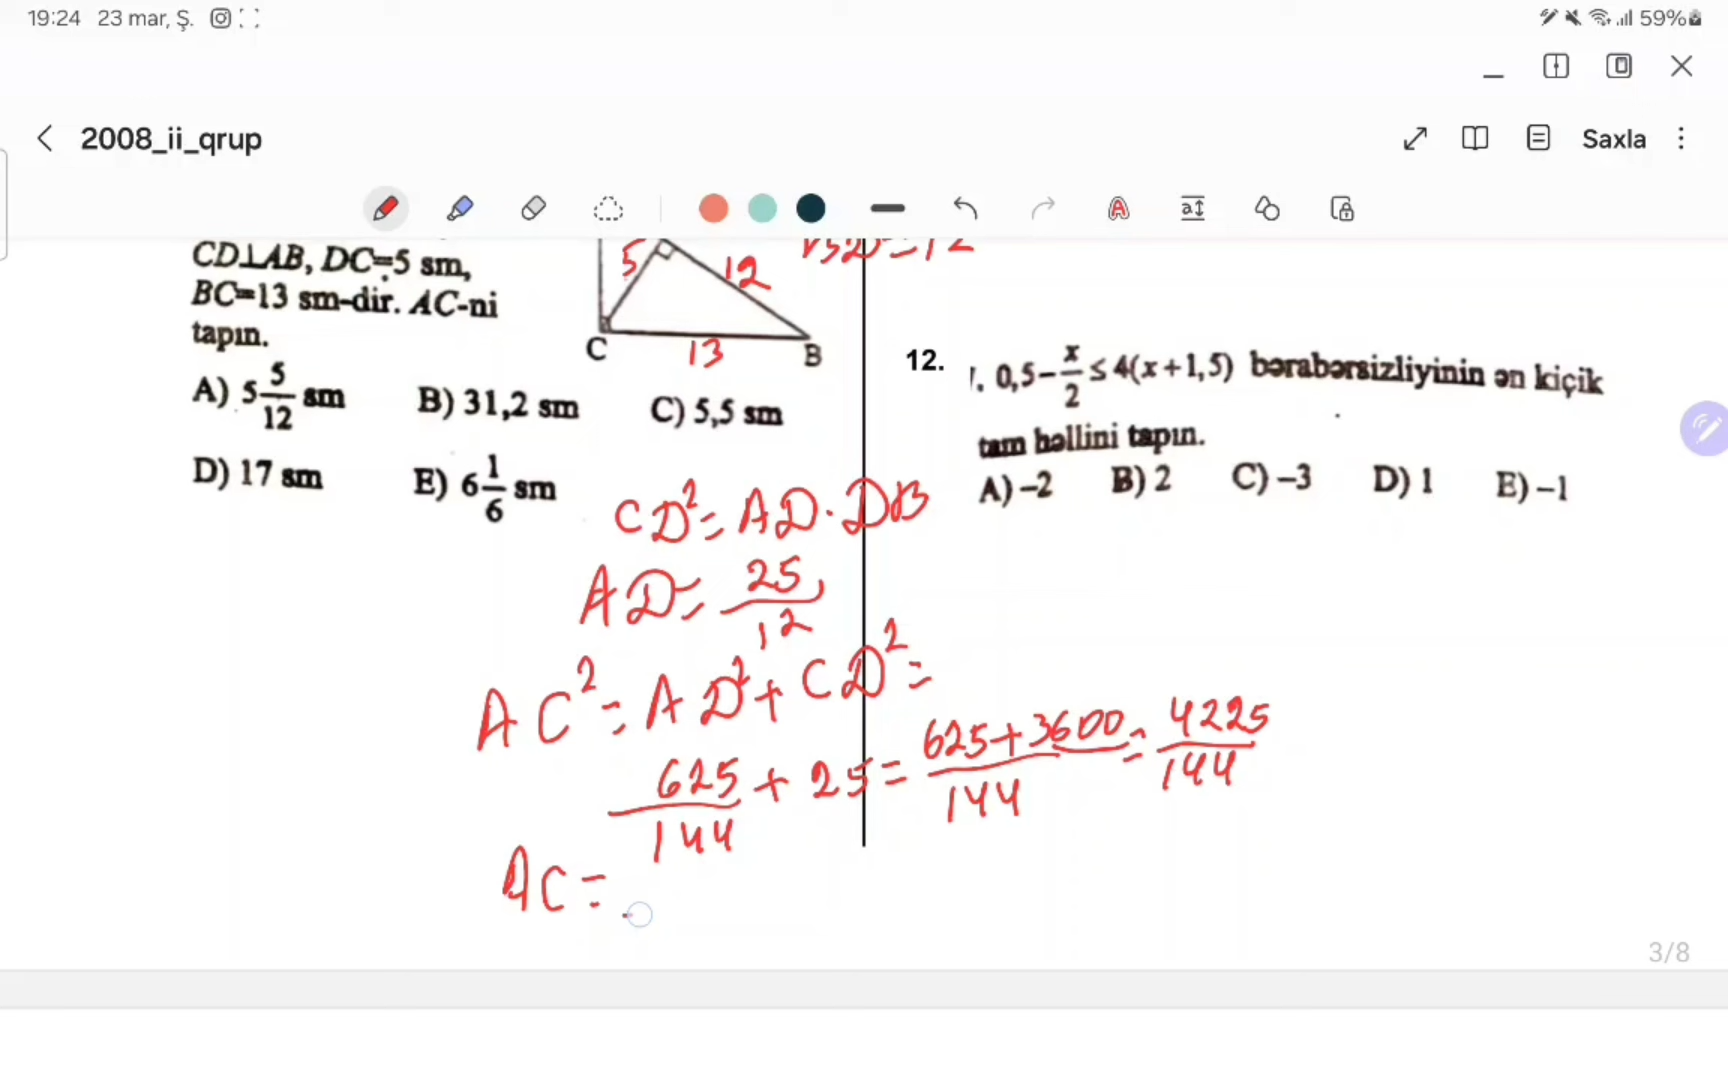 19:24 23 mar, Ş.
59%
2008_ii_qrup
Saxla
CD⊥AB, DC=5 sm,
BC=13 sm-dir. AC-ni
tapın.
5
12
C
13
B
A) 5 5/12 sm B) 31,2 sm C) 5,5 sm
D) 17 sm E) 6 1/6 sm
CD²= AD·DB
AD= 25/12
AC²= AD²+CD²=
625/144 + 25= 625+3600/144 = 4225/144
AC=
12. 0,5−x/2 ≤ 4(x+1,5) bərabərsizliyinin ən kiçik
tam həllini tapın.
A) −2 B) 2 C) −3 D) 1 E) −1
3/8